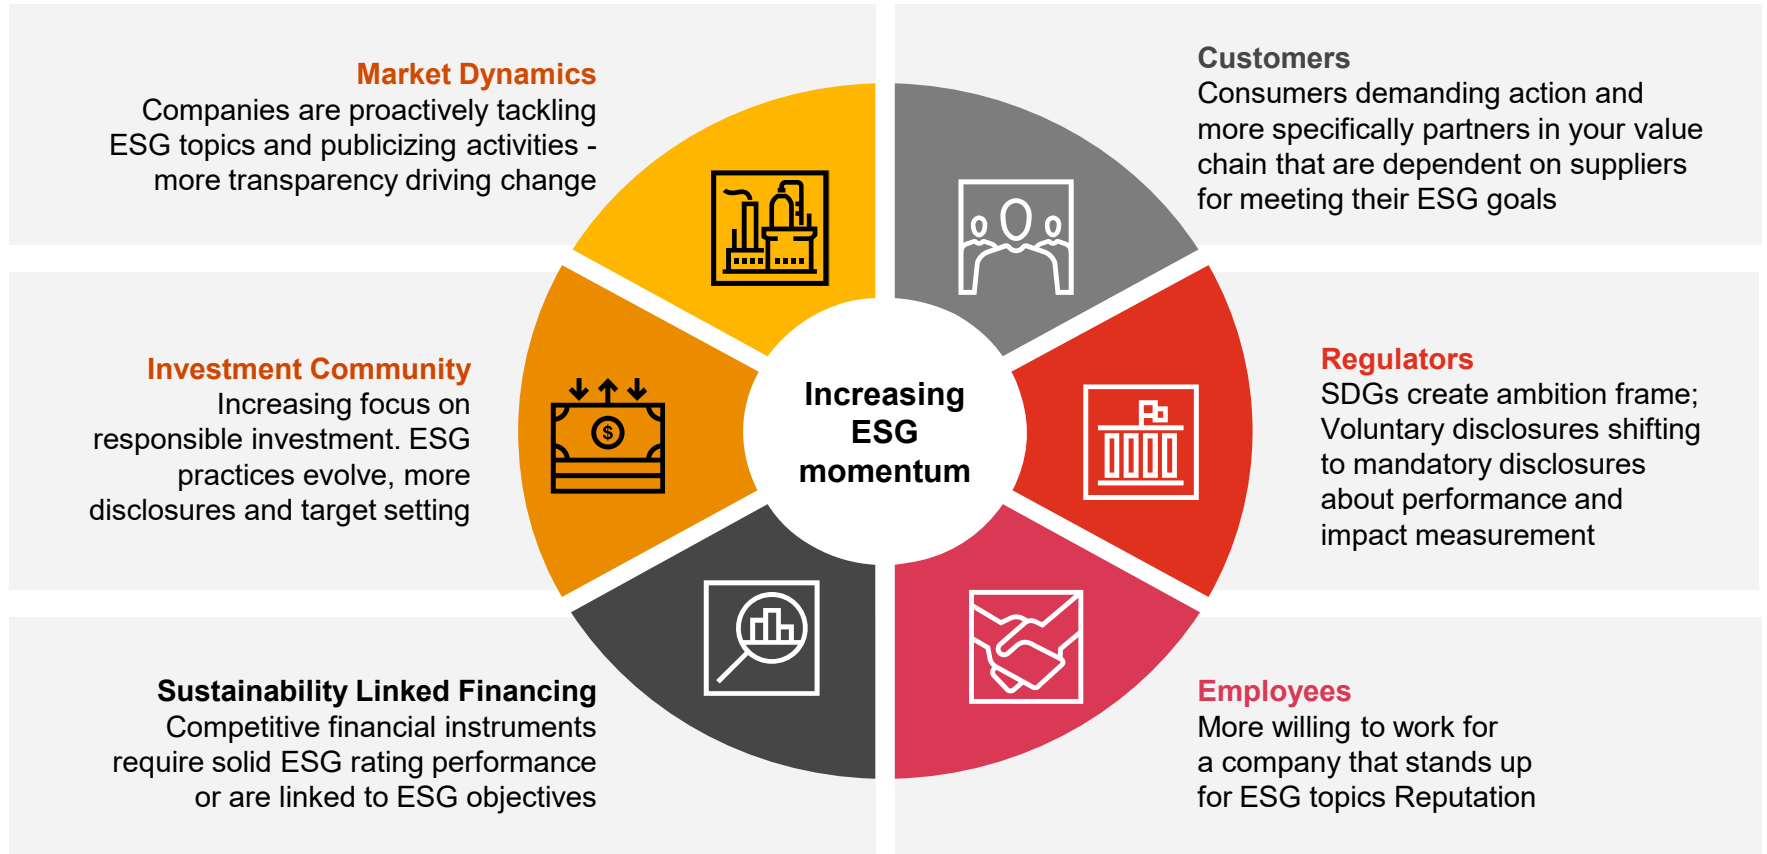 Market Dynamics
Companies are proactively tackling
ESG topics and publicizing activities -
more transparency driving change
Customers
Consumers demanding action and
more specifically partners in your value
chain that are dependent on suppliers
for meeting their ESG goals
Investment Community
Increasing focus on
responsible investment. ESG
practices evolve, more
disclosures and target setting
$
Increasing
ESG
momentum
Regulators
SDGs create ambition frame;
Voluntary disclosures shifting
to mandatory disclosures
about performance and
impact measurement
Sustainability Linked Financing
Competitive financial instruments
require solid ESG rating performance
or are linked to ESG objectives
Employees
More willing to work for
a company that stands up
for ESG topics Reputation